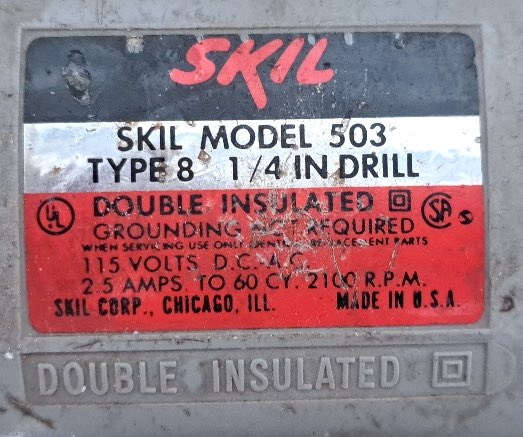 SKIL
SKIL MODEL 503
TYPE 8 1/4 IN DRILL
UL DOUBLE INSULATED SA S
GROUNDING NOT REQUIRED
WHEN SERVICING USE ONLY IDENTICAL REPLACEMENT PARTS
115 VOLTS D.C.-A.C.
2.5 AMPS. TO 60 CY. 2100 R.P.M.
SKIL CORP., CHICAGO, ILL. MADE IN U.S.A.
DOUBLE INSULATED